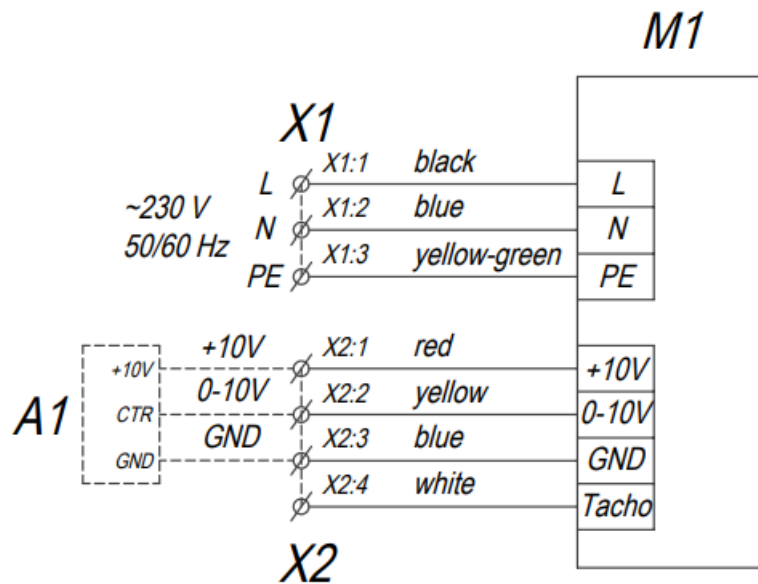 M1
X1
L X1:1 black L
~230 V
N X1:2 blue N
50/60 Hz
PE X1:3 yellow-green PE
+10V +10V X2:1 red +10V
A1 CTR 0-10V X2:2 yellow 0-10V
GND GND X2:3 blue GND
X2:4 white Tacho
X2